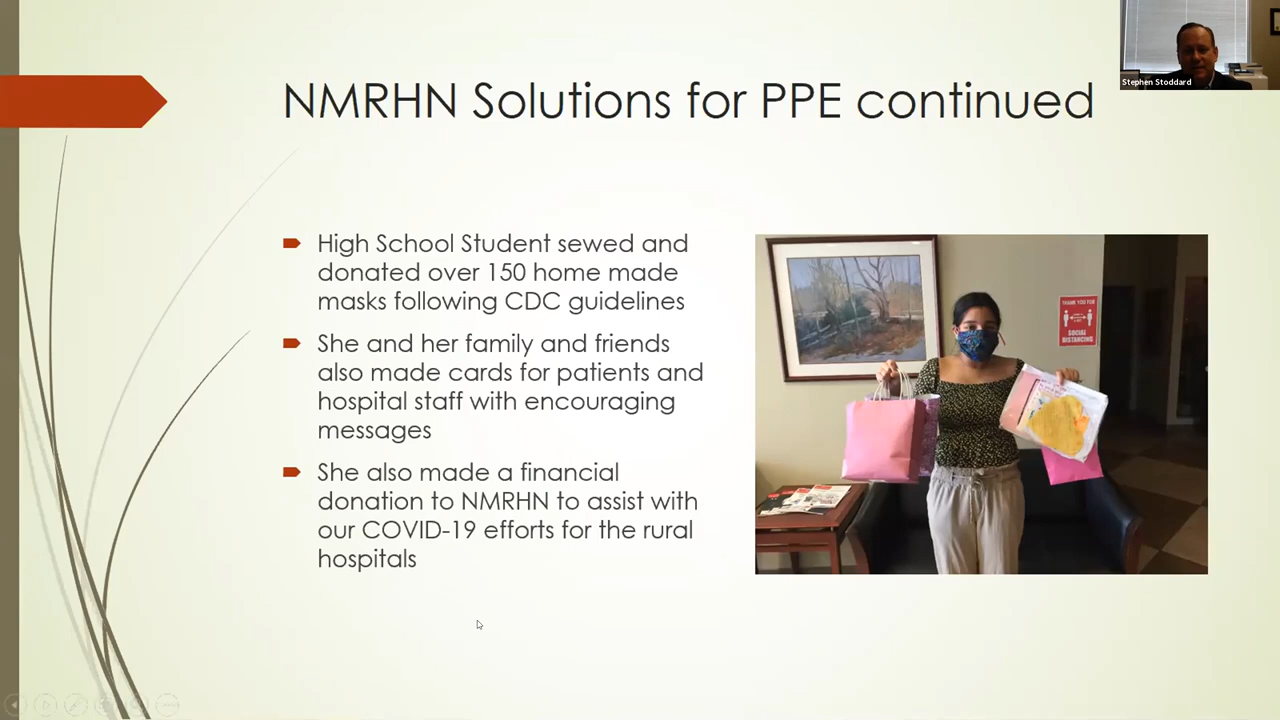 Stephen Stoddard
NMRHN Solutions for PPE continued
High School Student sewed and
donated over 150 home made
masks following CDC guidelines
She and her family and friends
also made cards for patients and
hospital staff with encouraging
messages
She also made a financial
donation to NMRHN to assist with
our COVID-19 efforts for the rural
hospitals
THANK YOU FOR
SOCIAL
DISTANCING